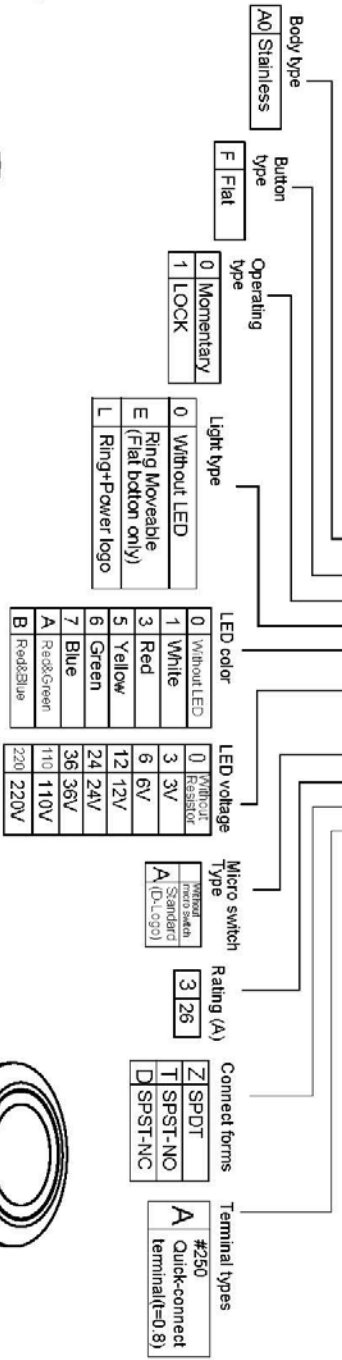 Body type
A0 Stainless
Button
type
F Flat
Operating
type
0 Momentary
1 LOCK
Light type
0 Without LED
E Ring Moveable
(Flat botton only)
L Ring+Power logo
LED color
0 Without LED
1 White
3 Red
5 Yellow
6 Green
7 Blue
A Red&Green
B Red&Blue
LED voltage
0 Without
Resistor
3 3V
6 6V
12 12V
24 24V
36 36V
110 110V
220 220V
Micro switch
Type
Without
micro switch
A Standard
(D-Logo)
Rating (A)
3 26
Connect forms
Z SPDT
T SPST-NO
D SPST-NC
Terminal types
A #250
Quick-connect
terminal(t=0.8)